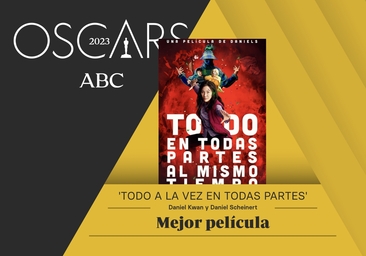 OSCARS
2023
ABC
UNA PELÍCULA DE DANIELS
TODO
EN TODAS
PARTES
AL MISMO
TIEMPO
'TODO A LA VEZ EN TODAS PARTES'
Daniel Kwan y Daniel Scheinert
Mejor película